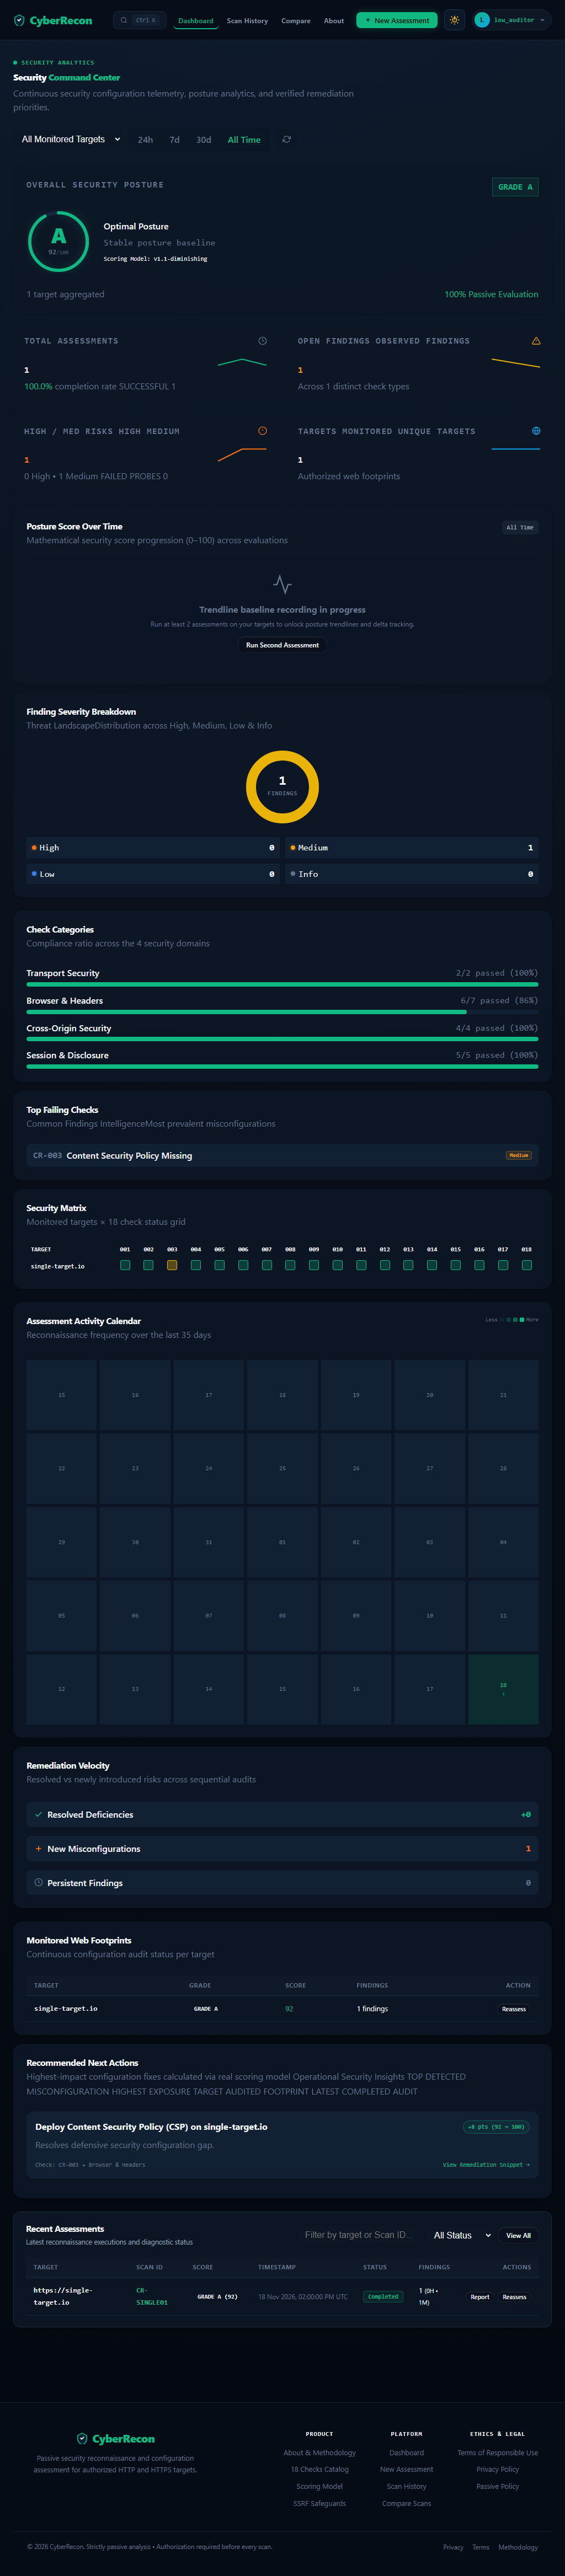 CyberRecon
Ctrl K
Dashboard
Scan History
Compare
About
+ New Assessment
L
low_auditor
SECURITY ANALYTICS
Security Command Center
Continuous security configuration telemetry, posture analytics, and verified remediation
priorities.
All Monitored Targets
24h
7d
30d
All Time
OVERALL SECURITY POSTURE
GRADE A
A
92/100
Optimal Posture
Stable posture baseline
Scoring Model: v1.1-diminishing
1 target aggregated
100% Passive Evaluation
TOTAL ASSESSMENTS
1
100.0% completion rate SUCCESSFUL 1
OPEN FINDINGS OBSERVED FINDINGS
1
Across 1 distinct check types
HIGH / MED RISKS HIGH MEDIUM
1
0 High • 1 Medium FAILED PROBES 0
TARGETS MONITORED UNIQUE TARGETS
1
Authorized web footprints
Posture Score Over Time
Mathematical security score progression (0–100) across evaluations
All Time
Trendline baseline recording in progress
Run at least 2 assessments on your targets to unlock posture trendlines and delta tracking.
Run Second Assessment
Finding Severity Breakdown
Threat LandscapeDistribution across High, Medium, Low & Info
1
FINDINGS
High 0
Medium 1
Low 0
Info 0
Check Categories
Compliance ratio across the 4 security domains
Transport Security 2/2 passed (100%)
Browser & Headers 6/7 passed (86%)
Cross-Origin Security 4/4 passed (100%)
Session & Disclosure 5/5 passed (100%)
Top Failing Checks
Common Findings IntelligenceMost prevalent misconfigurations
CR-003 Content Security Policy Missing Medium
Security Matrix
Monitored targets × 18 check status grid
TARGET 001 002 003 004 005 006 007 008 009 010 011 012 013 014 015 016 017 018
single-target.io
Assessment Activity Calendar
Reconnaissance frequency over the last 35 days
Less More
15 16 17 18 19 20 21
22 23 24 25 26 27 28
29 30 31 01 02 03 04
05 06 07 08 09 10 11
12 13 14 15 16 17 18
1
Remediation Velocity
Resolved vs newly introduced risks across sequential audits
Resolved Deficiencies +0
New Misconfigurations 1
Persistent Findings 0
Monitored Web Footprints
Continuous configuration audit status per target
TARGET GRADE SCORE FINDINGS ACTION
single-target.io GRADE A 92 1 findings Reassess
Recommended Next Actions
Highest-impact configuration fixes calculated via real scoring model Operational Security Insights TOP DETECTED
MISCONFIGURATION HIGHEST EXPOSURE TARGET AUDITED FOOTPRINT LATEST COMPLETED AUDIT
Deploy Content Security Policy (CSP) on single-target.io
+8 pts (92 → 100)
Resolves defensive security configuration gap.
Check: CR-003 • Browser & Headers
View Remediation Snippet →
Recent Assessments
Latest reconnaissance executions and diagnostic status
Filter by target or Scan ID...
All Status
View All
TARGET SCAN ID SCORE TIMESTAMP STATUS FINDINGS ACTIONS
https://single-
target.io
CR-
SINGLE01
GRADE A (92)
18 Nov 2026, 02:00:00 PM UTC
Completed
1 (0H •
1M)
Report
Reassess
CyberRecon
Passive security reconnaissance and configuration
assessment for authorized HTTP and HTTPS targets.
PRODUCT
About & Methodology
18 Checks Catalog
Scoring Model
SSRF Safeguards
PLATFORM
Dashboard
New Assessment
Scan History
Compare Scans
ETHICS & LEGAL
Terms of Responsible Use
Privacy Policy
Passive Policy
© 2026 CyberRecon. Strictly passive analysis • Authorization required before every scan.
Privacy
Terms
Methodology